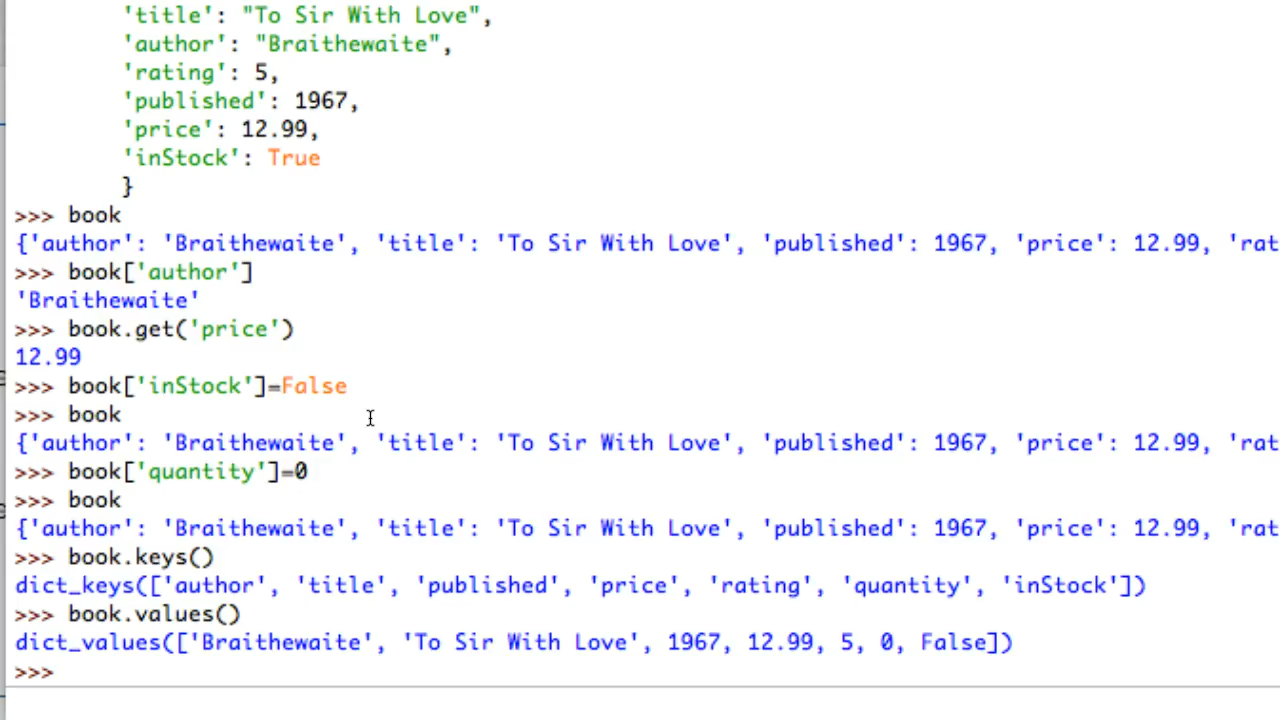 'title': "To Sir With Love",
'author': "Braithewaite",
'rating': 5,
'published': 1967,
'price': 12.99,
'inStock': True
}
>>> book
{'author': 'Braithewaite', 'title': 'To Sir With Love', 'published': 1967, 'price': 12.99, 'rat
>>> book['author']
'Braithewaite'
>>> book.get('price')
12.99
>>> book['inStock']=False
>>> book
{'author': 'Braithewaite', 'title': 'To Sir With Love', 'published': 1967, 'price': 12.99, 'rat
>>> book['quantity']=0
>>> book
{'author': 'Braithewaite', 'title': 'To Sir With Love', 'published': 1967, 'price': 12.99, 'rat
>>> book.keys()
dict_keys(['author', 'title', 'published', 'price', 'rating', 'quantity', 'inStock'])
>>> book.values()
dict_values(['Braithewaite', 'To Sir With Love', 1967, 12.99, 5, 0, False])
>>>